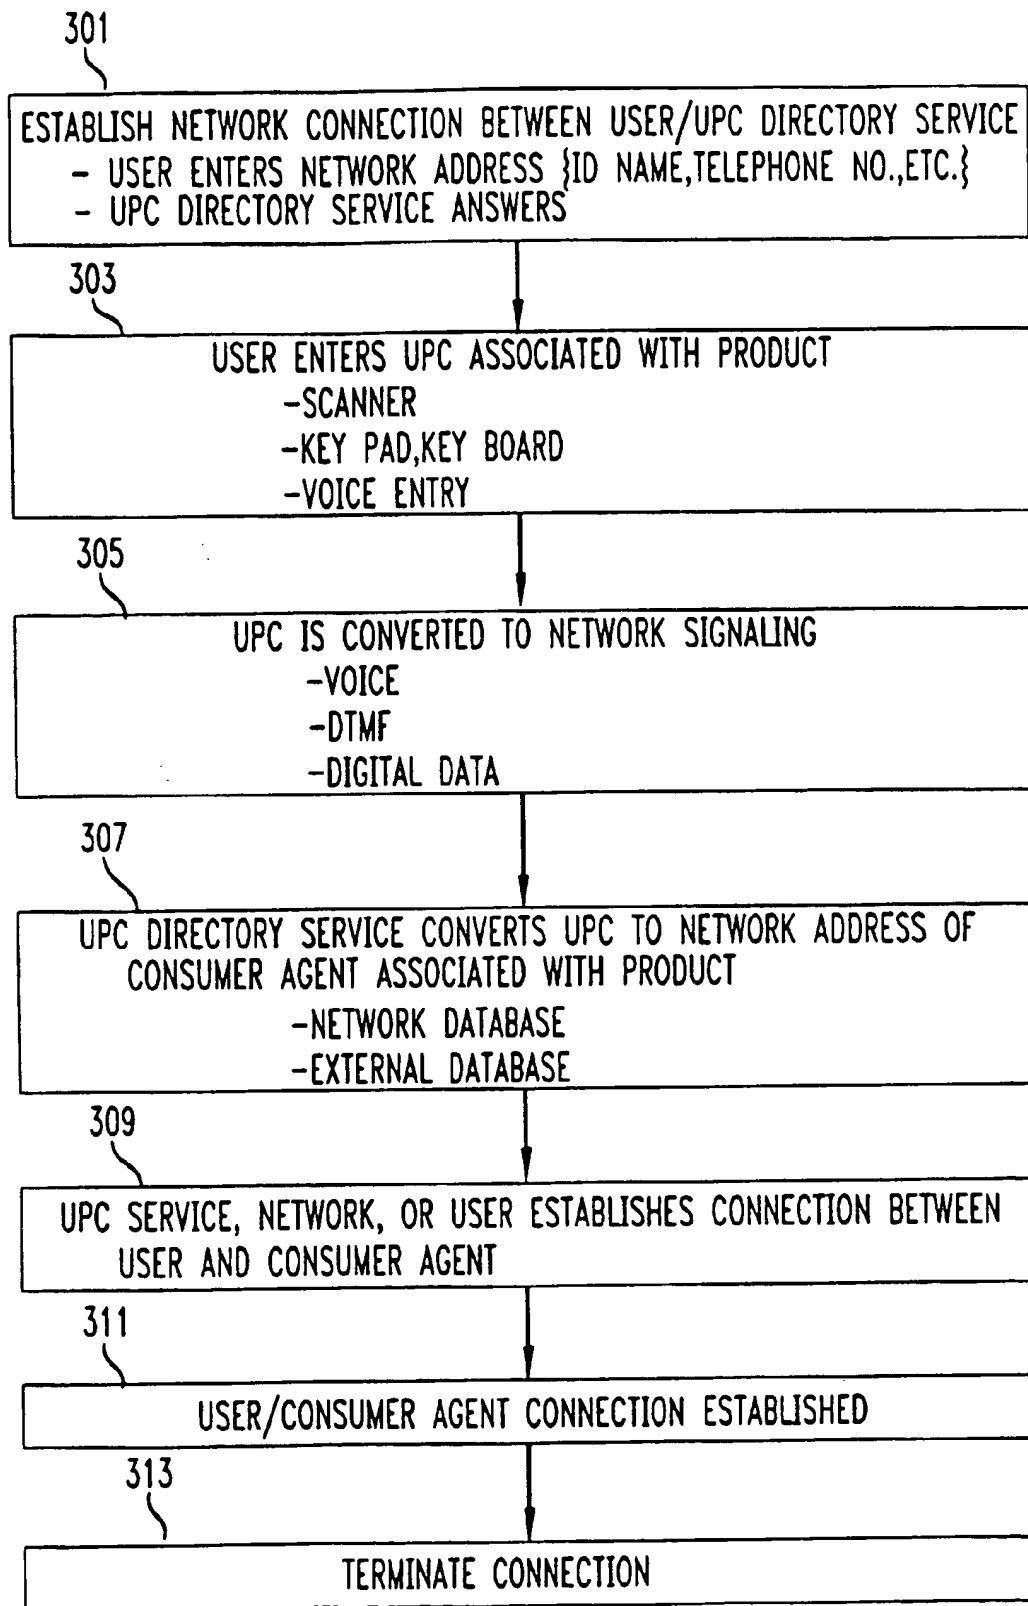 301
ESTABLISH NETWORK CONNECTION BETWEEN USER/UPC DIRECTORY SERVICE
- USER ENTERS NETWORK ADDRESS {ID NAME,TELEPHONE NO.,ETC.}
- UPC DIRECTORY SERVICE ANSWERS
303
USER ENTERS UPC ASSOCIATED WITH PRODUCT
-SCANNER
-KEY PAD,KEY BOARD
-VOICE ENTRY
305
UPC IS CONVERTED TO NETWORK SIGNALING
-VOICE
-DTMF
-DIGITAL DATA
307
UPC DIRECTORY SERVICE CONVERTS UPC TO NETWORK ADDRESS OF
CONSUMER AGENT ASSOCIATED WITH PRODUCT
-NETWORK DATABASE
-EXTERNAL DATABASE
309
UPC SERVICE, NETWORK, OR USER ESTABLISHES CONNECTION BETWEEN
USER AND CONSUMER AGENT
311
USER/CONSUMER AGENT CONNECTION ESTABLISHED
313
TERMINATE CONNECTION